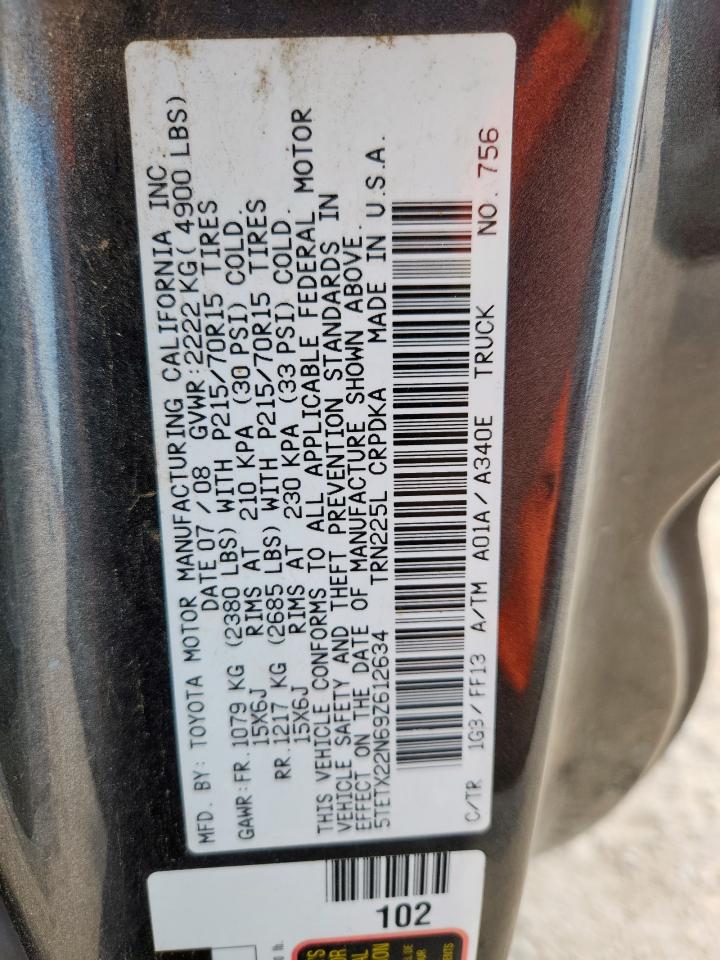 MFD. BY: TOYOTA MOTOR MANUFACTURING CALIFORNIA INC.
DATE 07 / 08 GVWR: 2222 KG( 4900 LBS)
GAWR: FR. 1079 KG (2380 LBS) WITH P215/70R15 TIRES
15X6J RIMS AT 210 KPA (30 PSI) COLD.
RR. 1217 KG (2685 LBS) WITH P215/70R15 TIRES
15X6J RIMS AT 230 KPA (33 PSI) COLD.
THIS VEHICLE CONFORMS TO ALL APPLICABLE FEDERAL MOTOR
VEHICLE SAFETY AND THEFT PREVENTION STANDARDS IN
EFFECT ON THE DATE OF MANUFACTURE SHOWN ABOVE.
5TETX22N69Z612634 TRN225L CRPDKA MADE IN U.S.A.
C/TR 1G3/FF13 A/TM A01A/A340E TRUCK NO. 756
102